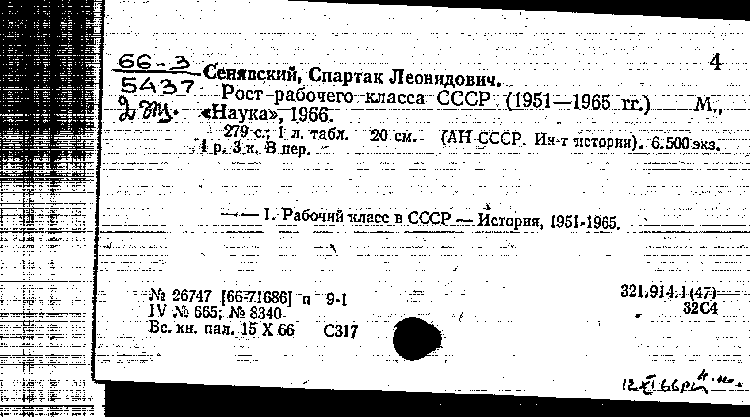 4
66-3
5437
2 эц.
Сенявский, Спартак Леонидович.
Рост рабочего класса СССР (1951—1965 гг.) М.,
«Наука», 1966.
279 с.; 1 л. табл. 20 см. (АН СССР. Ин-т истории). 6.500 экз.
1 р. 3 к. В пер.
— — 1. Рабочий класс в СССР — История, 1951-1965.
№ 26747 [66-71686] п 9-1
IV № 665; № 8340
Вс. кн. пал. 15 X 66 С317
321.914.1(47)
32С4